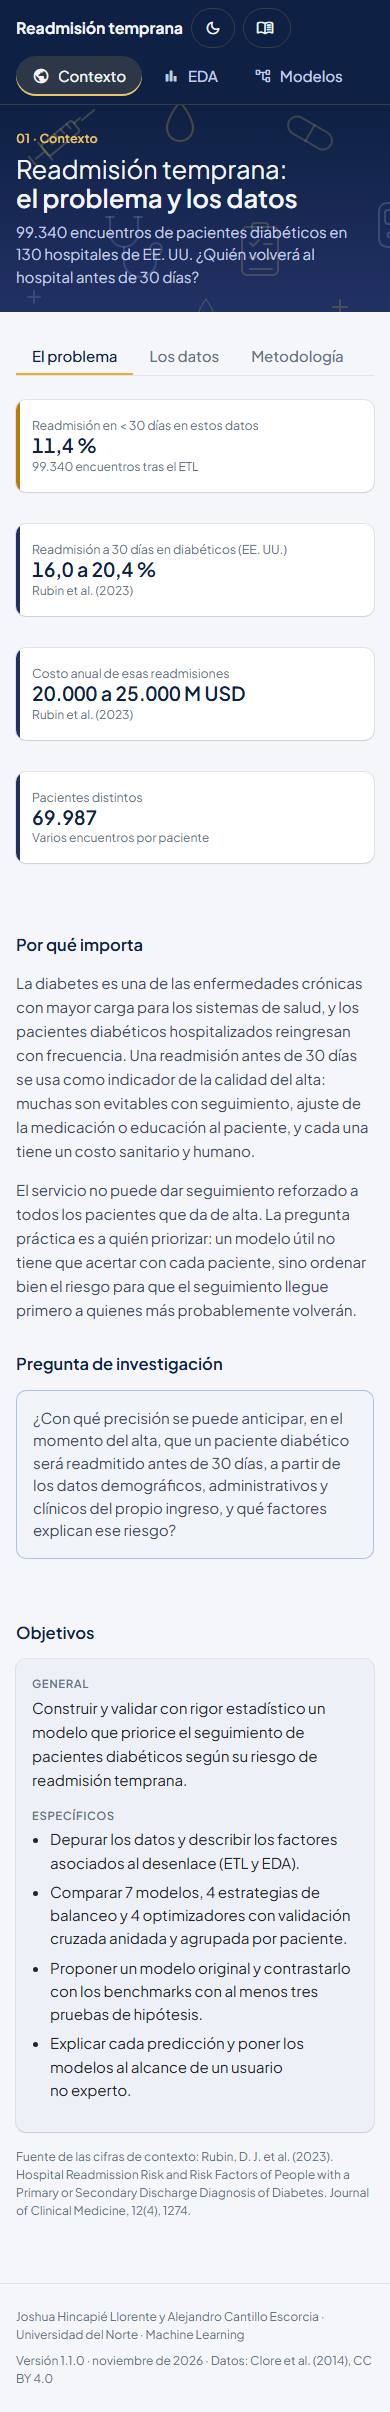 Readmisión temprana
Contexto
EDA
Modelos
01 · Contexto
Readmisión temprana:
el problema y los datos
99.340 encuentros de pacientes diabéticos en
130 hospitales de EE. UU. ¿Quién volverá al
hospital antes de 30 días?
El problema
Los datos
Metodología
Readmisión en < 30 días en estos datos
11,4 %
99.340 encuentros tras el ETL
Readmisión a 30 días en diabéticos (EE. UU.)
16,0 a 20,4 %
Rubin et al. (2023)
Costo anual de esas readmisiones
20.000 a 25.000 M USD
Rubin et al. (2023)
Pacientes distintos
69.987
Varios encuentros por paciente
Por qué importa
La diabetes es una de las enfermedades crónicas
con mayor carga para los sistemas de salud, y los
pacientes diabéticos hospitalizados reingresan
con frecuencia. Una readmisión antes de 30 días
se usa como indicador de la calidad del alta:
muchas son evitables con seguimiento, ajuste de
la medicación o educación al paciente, y cada una
tiene un costo sanitario y humano.
El servicio no puede dar seguimiento reforzado a
todos los pacientes que da de alta. La pregunta
práctica es a quién priorizar: un modelo útil no
tiene que acertar con cada paciente, sino ordenar
bien el riesgo para que el seguimiento llegue
primero a quienes más probablemente volverán.
Pregunta de investigación
¿Con qué precisión se puede anticipar, en el
momento del alta, que un paciente diabético
será readmitido antes de 30 días, a partir de
los datos demográficos, administrativos y
clínicos del propio ingreso, y qué factores
explican ese riesgo?
Objetivos
GENERAL
Construir y validar con rigor estadístico un
modelo que priorice el seguimiento de
pacientes diabéticos según su riesgo de
readmisión temprana.
ESPECÍFICOS
• Depurar los datos y describir los factores
asociados al desenlace (ETL y EDA).
• Comparar 7 modelos, 4 estrategias de
balanceo y 4 optimizadores con validación
cruzada anidada y agrupada por paciente.
• Proponer un modelo original y contrastarlo
con los benchmarks con al menos tres
pruebas de hipótesis.
• Explicar cada predicción y poner los
modelos al alcance de un usuario
no experto.
Fuente de las cifras de contexto: Rubin, D. J. et al. (2023).
Hospital Readmission Risk and Risk Factors of People with a
Primary or Secondary Discharge Diagnosis of Diabetes. Journal
of Clinical Medicine, 12(4), 1274.
Joshua Hincapié Llorente y Alejandro Cantillo Escorcia ·
Universidad del Norte · Machine Learning
Versión 1.1.0 · noviembre de 2026 · Datos: Clore et al. (2014), CC
BY 4.0